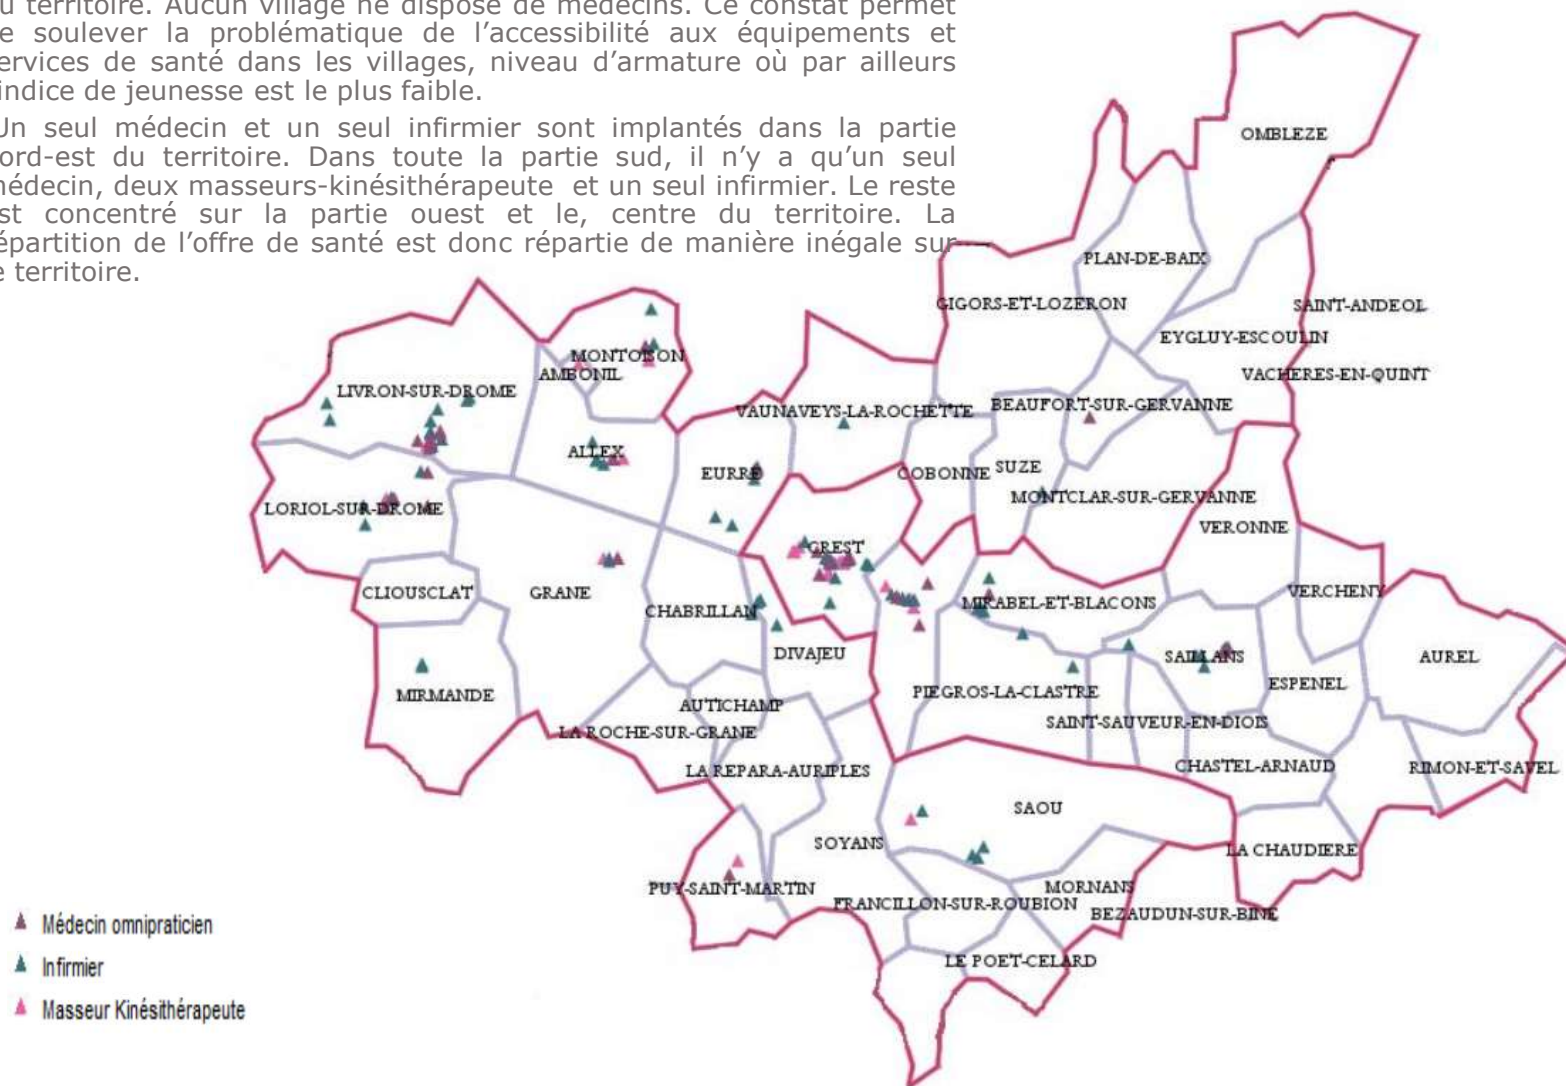 u territoire. Aucun village ne dispose de médecins. Ce constat permet
e soulever la problématique de l'accessibilité aux équipements et
ervices de santé dans les villages, niveau d'armature où par ailleurs
'indice de jeunesse est le plus faible.
Un seul médecin et un seul infirmier sont implantés dans la partie
ord-est du territoire. Dans toute la partie sud, il n'y a qu'un seul
édecin, deux masseurs-kinésithérapeute et un seul infirmier. Le reste
st concentré sur la partie ouest et le, centre du territoire. La
épartition de l'offre de santé est donc répartie de manière inégale sur
e territoire.
OMBLEZE
PLAN-DE-BAIX
GIGORS-ET-LOZERON
SAINT-ANDEOL
EYGLUY-ESCOULIN
MONTOISON
AMBONIL
VACHERES-EN-QUINT
LIVRON-SUR-DROME
VAUNAVEYS-LA-ROCHETTE
BEAUFORT-SUR-GERVANNE
ALLEX
EURRE
COBONNE
SUZE
MONTCLAR-SUR-GERVANNE
LORIOL-SUR-DROME
VERONNE
CREST
CLIOUSCLAT
GRANE
CHABRILLAN
MIRABEL-ET-BLACONS
VERCHENY
DIVAJEU
SAILLANS
AUREL
ESPENEL
MIRMANDE
AUTICHAMP
PIEGROS-LA-CLASTRE
SAINT-SAUVEUR-EN-DIOIS
LA ROCHE-SUR-GRANE
LA REPARA-AURIPLES
CHASTEL-ARNAUD
RIMON-ET-SAVEL
SAOU
SOYANS
LA CHAUDIERE
PUY-SAINT-MARTIN
MORNANS
FRANCILLON-SUR-ROUBION
BEZAUDUN-SUR-BINE
LE POET-CELARD
Médecin omnipraticien
Infirmier
Masseur Kinésithérapeute